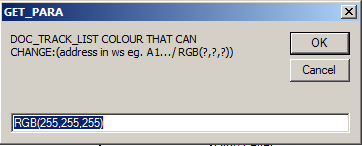 GET_PARA
DOC_TRACK_LIST COLOUR THAT CAN
CHANGE:(address in ws eg. A1.../ RGB(?,?,?))
OK
Cancel
RGB(255,255,255)